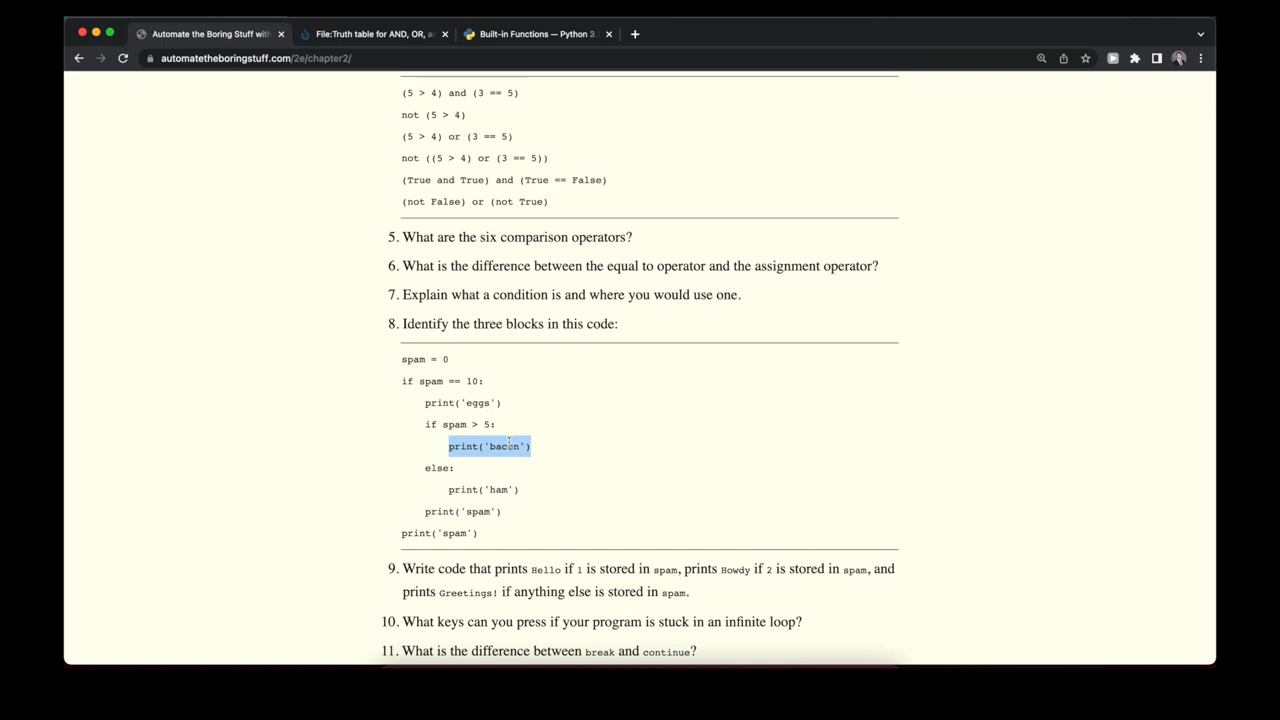 Automate the Boring Stuff with
File:Truth table for AND, OR, a
Built-in Functions — Python 3.
automatetheboringstuff.com/2e/chapter2/
(5 > 4) and (3 == 5)
not (5 > 4)
(5 > 4) or (3 == 5)
not ((5 > 4) or (3 == 5))
(True and True) and (True == False)
(not False) or (not True)
5. What are the six comparison operators?
6. What is the difference between the equal to operator and the assignment operator?
7. Explain what a condition is and where you would use one.
8. Identify the three blocks in this code:
spam = 0
if spam == 10:
    print('eggs')
    if spam > 5:
        print('bacon')
    else:
        print('ham')
    print('spam')
print('spam')
9. Write code that prints Hello if 1 is stored in spam, prints Howdy if 2 is stored in spam, and
prints Greetings! if anything else is stored in spam.
10. What keys can you press if your program is stuck in an infinite loop?
11. What is the difference between break and continue?